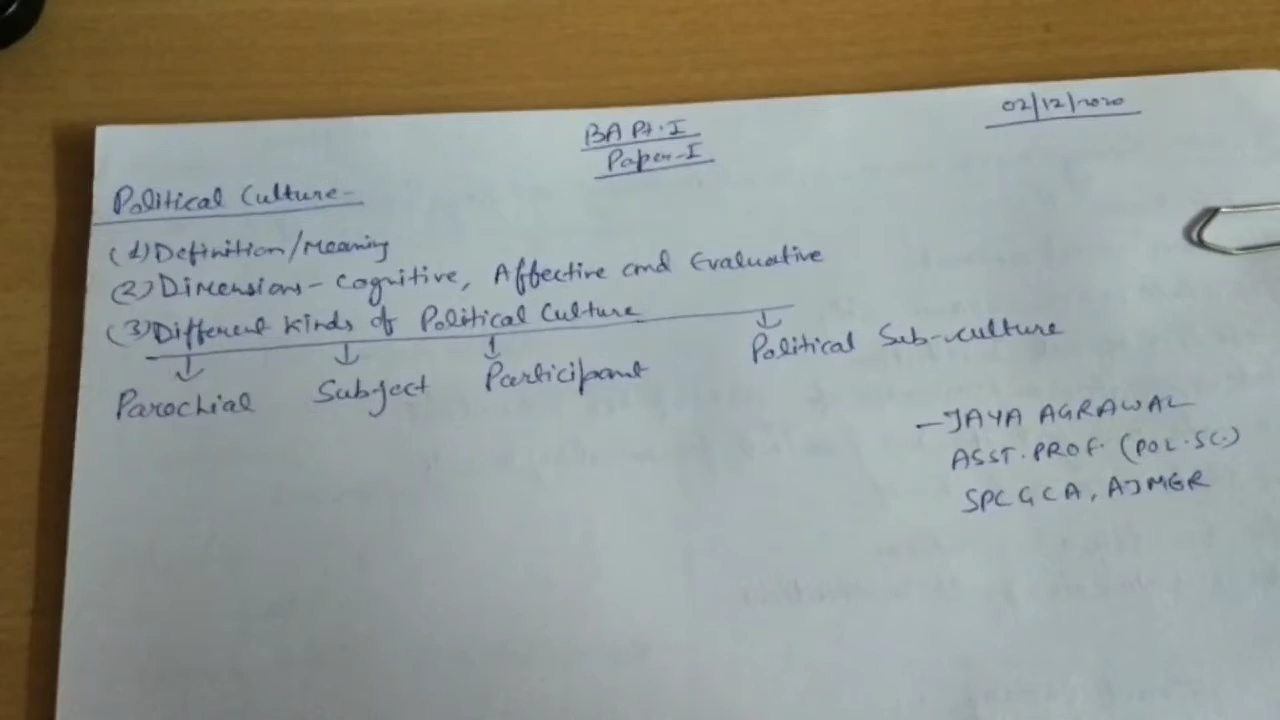 BA Pt. I
Paper-I
02/12/2020
Political Culture-
(1) Definition/Meaning
(2) Dimensions- Cognitive, Affective and Evaluative
(3) Different Kinds of Political Culture
Parochial Subject Participant Political Sub-culture
- JAYA AGRAWAL
ASST. PROF. (POL. SC.)
SPCGCA, AJMER